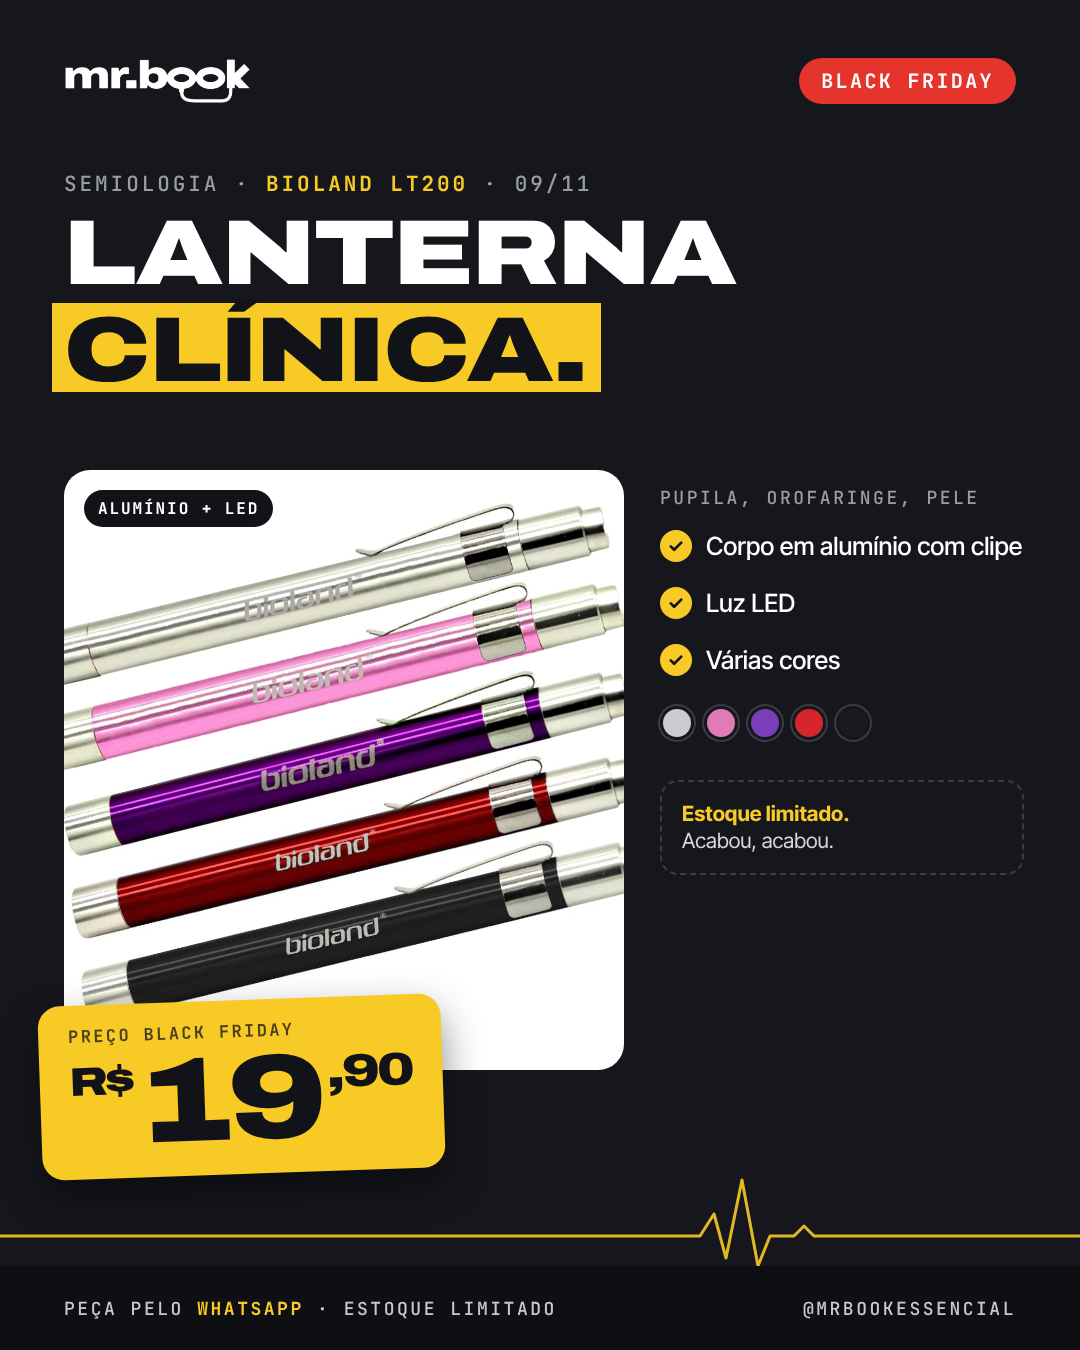 mr.book
BLACK FRIDAY
SEMIOLOGIA · BIOLAND LT200 · 09/11
LANTERNA
CLÍNICA.
ALUMÍNIO + LED
bioland®
bioland®
bioland®
bioland®
bioland®
PUPILA, OROFARINGE, PELE
Corpo em alumínio com clipe
Luz LED
Várias cores
Estoque limitado.
Acabou, acabou.
PREÇO BLACK FRIDAY
R$ 19,90
PEÇA PELO WHATSAPP · ESTOQUE LIMITADO
@MRBOOKESSENCIAL